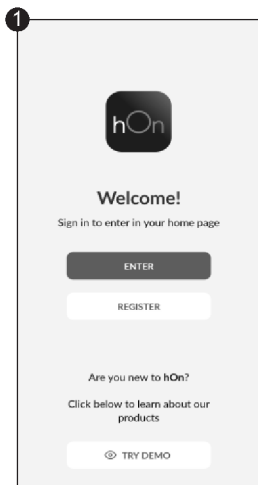 1
hOn
Welcome!
Sign in to enter in your home page
ENTER
REGISTER
Are you new to hOn?
Click below to learn about our
products
TRY DEMO